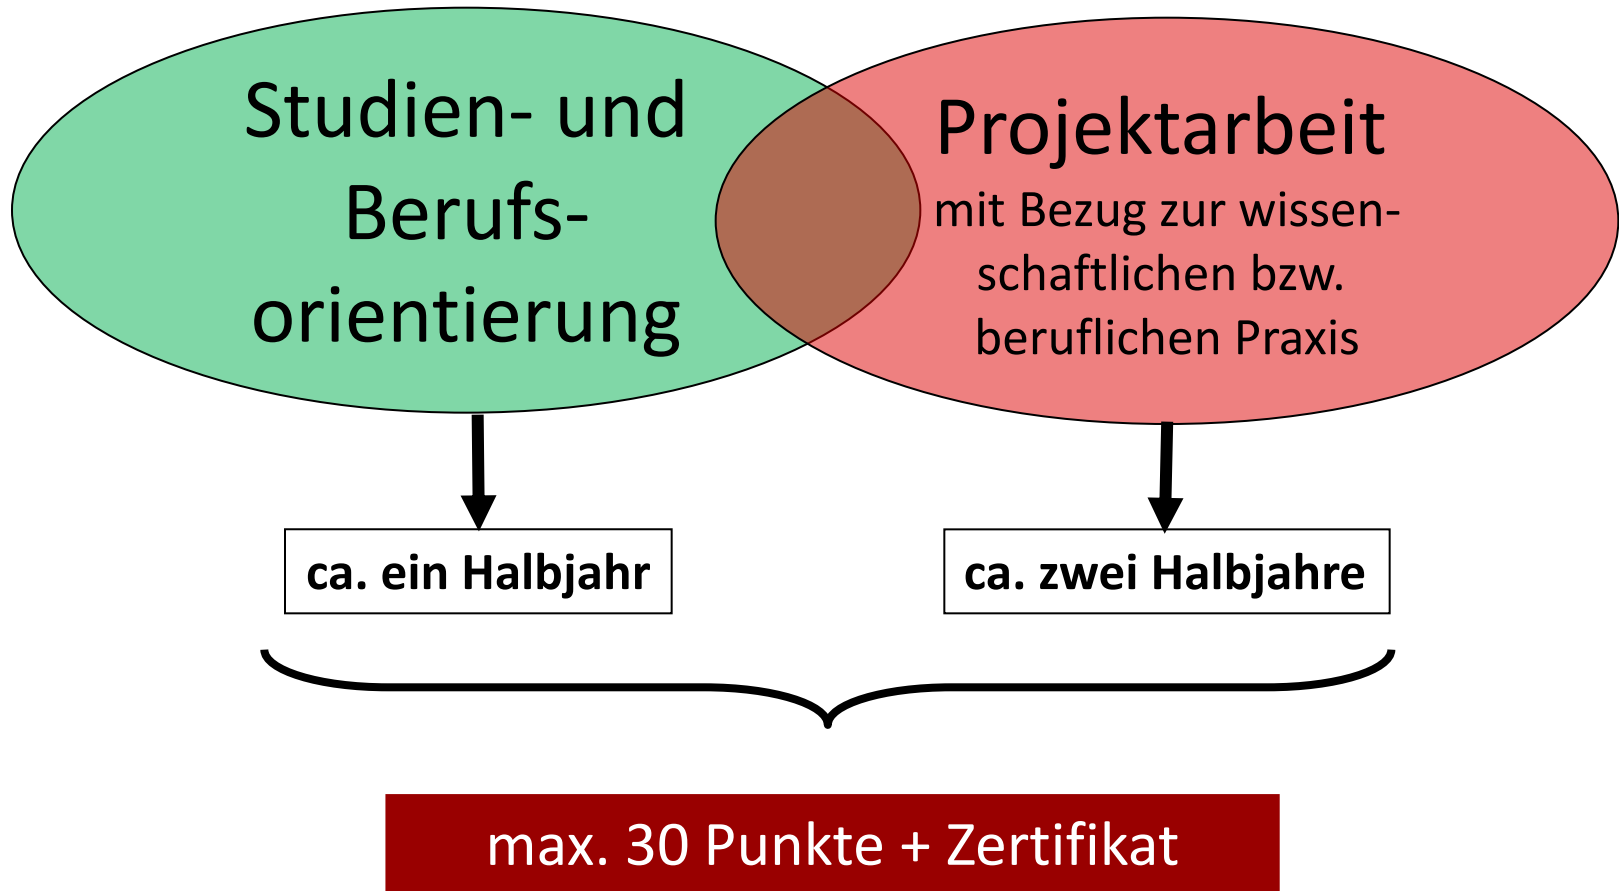 Studien- und
Berufs-
orientierung
Projektarbeit
mit Bezug zur wissen-
schaftlichen bzw.
beruflichen Praxis
ca. ein Halbjahr
ca. zwei Halbjahre
max. 30 Punkte + Zertifikat